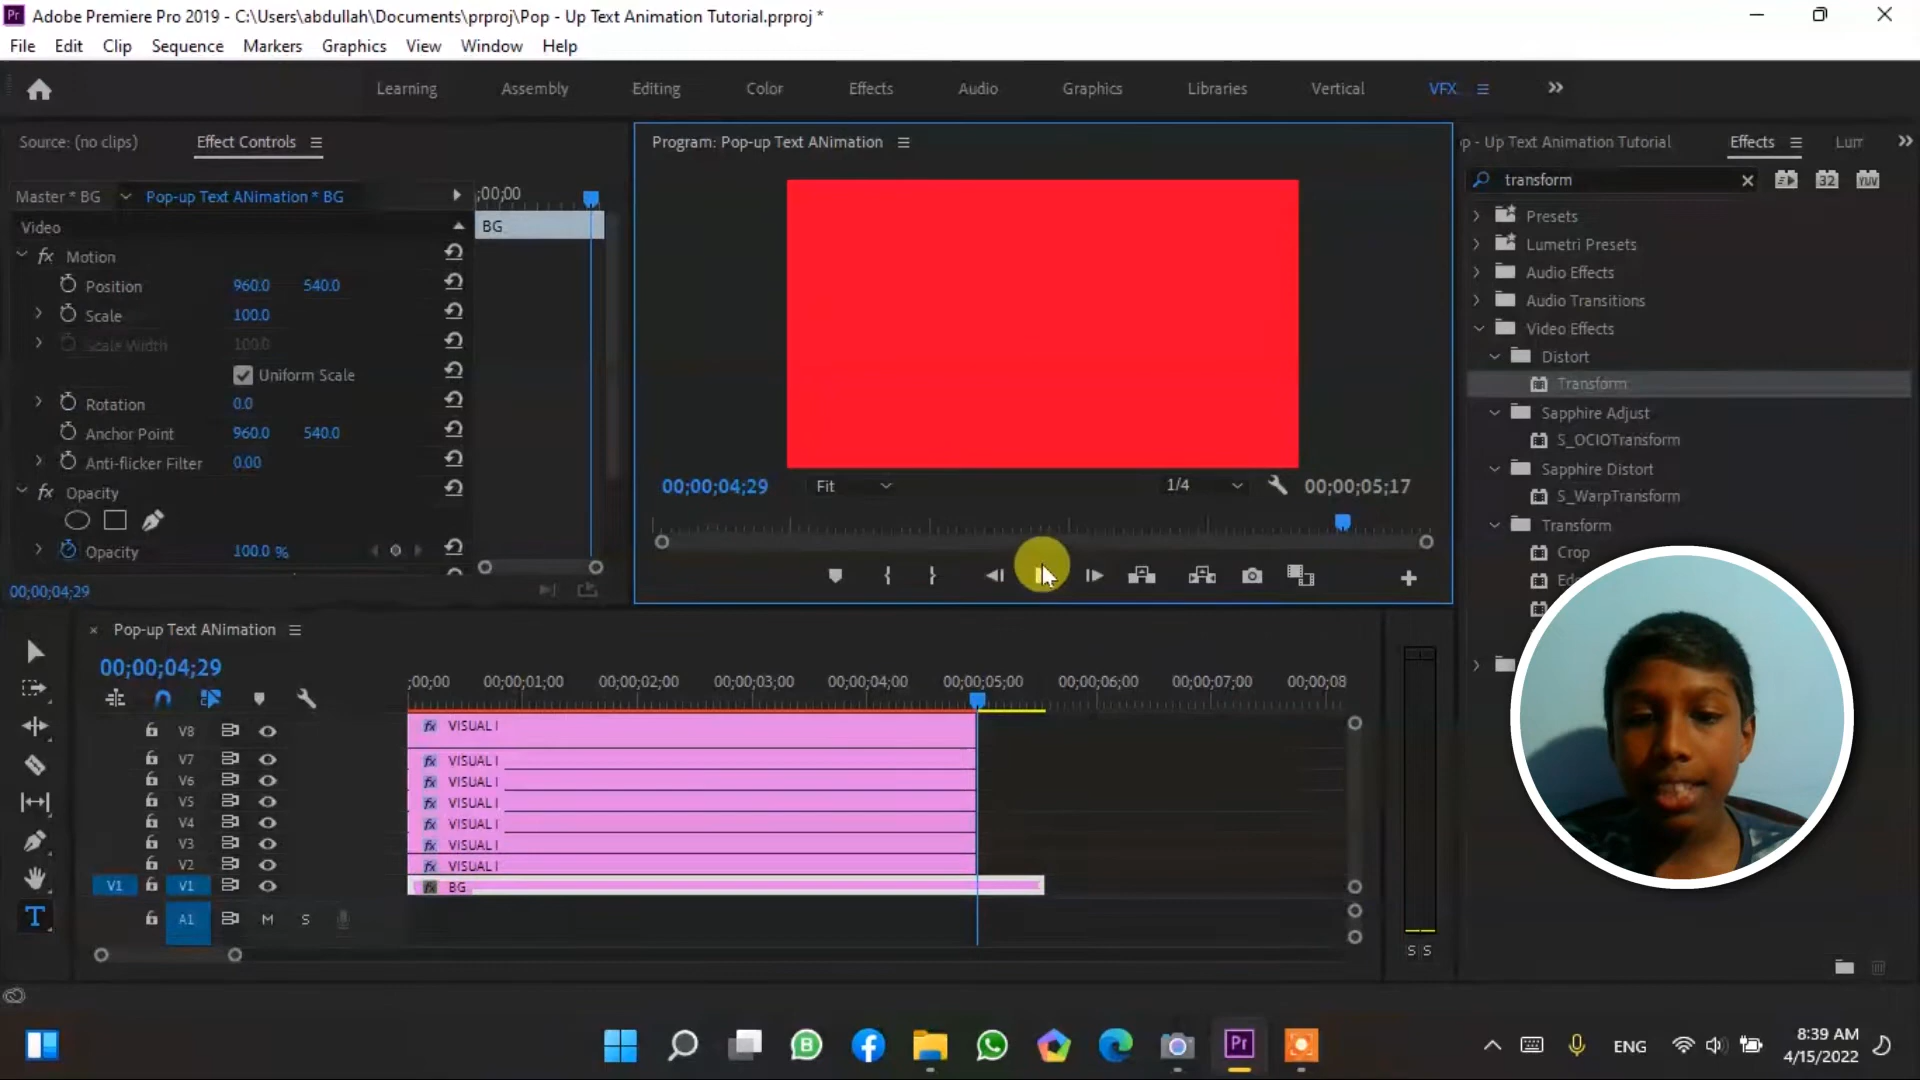 Adobe Premiere Pro 2019 - C:\Users\abdullah\Documents\prproj\Pop - Up Text Animation Tutorial.prproj *
File Edit Clip Sequence Markers Graphics View Window Help
Learning Assembly Editing Color Effects Audio Graphics Libraries Vertical VFX
Source: (no clips) Effect Controls
Program: Pop-up Text ANimation
p - Up Text Animation Tutorial Effects Lum
transform
Master * BG Pop-up Text ANimation * BG
;00;00
Video
BG
Motion
Position 960.0 540.0
Scale 100.0
Scale Width 100.0
Uniform Scale
Rotation 0.0
Anchor Point 960.0 540.0
Anti-flicker Filter 0.00
Opacity
Opacity 100.0 %
00;00;04;29
00;00;04;29 Fit 1/4 00;00;05;17
Presets
Lumetri Presets
Audio Effects
Audio Transitions
Video Effects
Distort
Transform
Sapphire Adjust
S_OCIOTransform
Sapphire Distort
S_WarpTransform
Transform
Crop
Pop-up Text ANimation
00;00;04;29
;00;00 00;00;01;00 00;00;02;00 00;00;03;00 00;00;04;00 00;00;05;00 00;00;06;00 00;00;07;00 00;00;08
V8 VISUAL I
V7 VISUAL I
V6 VISUAL I
V5 VISUAL I
V4 VISUAL I
V3 VISUAL I
V2 VISUAL I
V1 V1 BG
A1 M S
S S
ENG
8:39 AM
4/15/2022